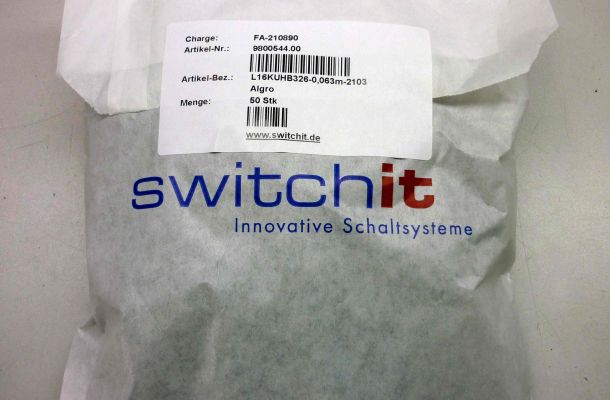 Charge: FA-210890
Artikel-Nr.: 9800544.00
Artikel-Bez.: L16KUHB326-0,063m-2103
Algro
Menge: 50 Stk
www.switchit.de
switchit
Innovative Schaltsysteme